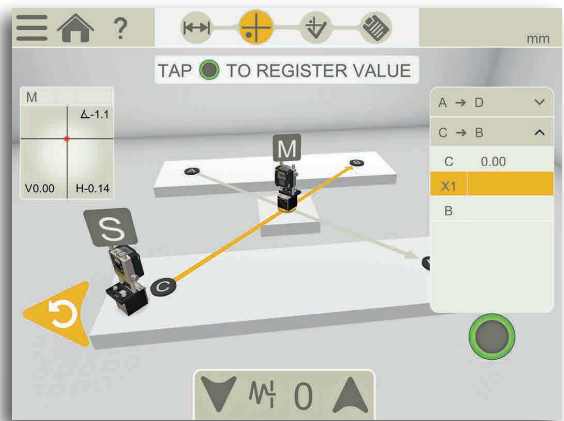 ?
mm
TAP TO REGISTER VALUE
M
∡-1.1
V0.00 H-0.14
A → D
C → B
C 0.00
X1
B
M
A
B
S
C
0